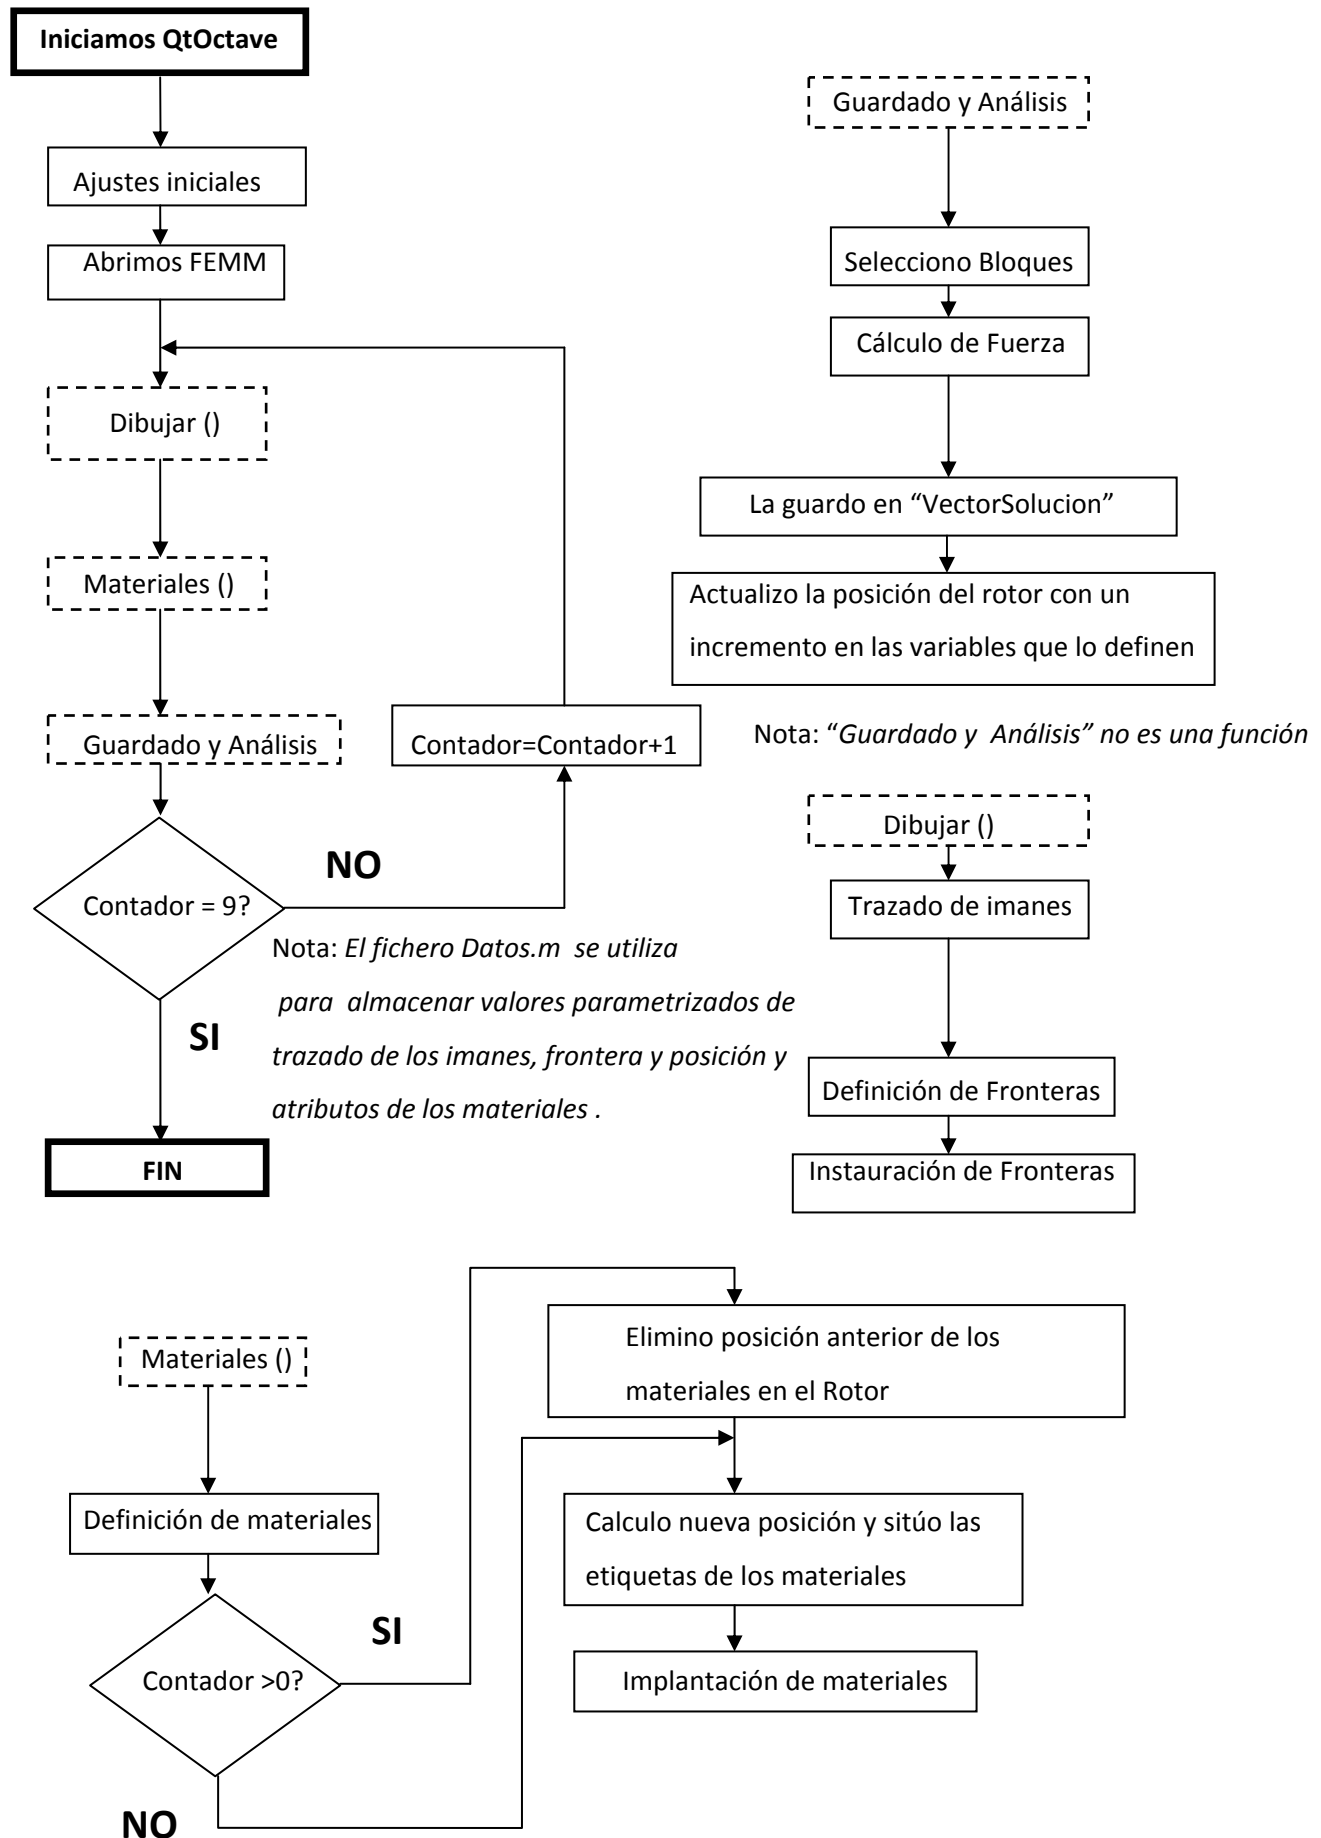 Iniciamos QtOctave
Ajustes iniciales
Abrimos FEMM
Dibujar ()
Materiales ()
Guardado y Análisis
Contador=Contador+1
Contador = 9?
NO
SI
FIN
Nota: El fichero Datos.m se utiliza
para almacenar valores parametrizados de
trazado de los imanes, frontera y posición y
atributos de los materiales .
Guardado y Análisis
Selecciono Bloques
Cálculo de Fuerza
La guardo en “VectorSolucion”
Actualizo la posición del rotor con un
incremento en las variables que lo definen
Nota: “Guardado y Análisis” no es una función
Dibujar ()
Trazado de imanes
Definición de Fronteras
Instauración de Fronteras
Materiales ()
Definición de materiales
Contador >0?
SI
NO
Elimino posición anterior de los
materiales en el Rotor
Calculo nueva posición y sitúo las
etiquetas de los materiales
Implantación de materiales